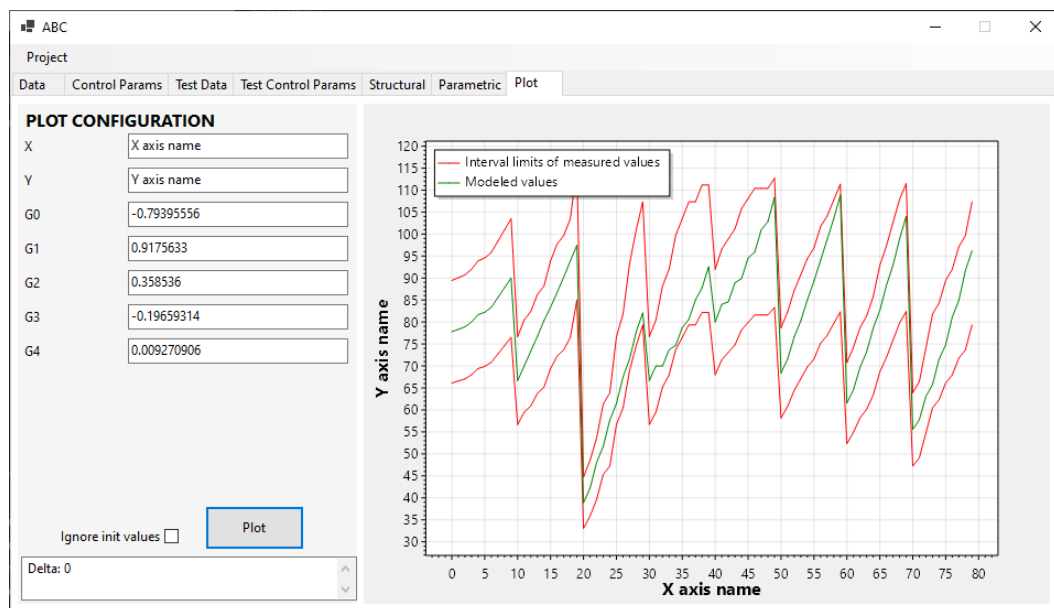 ABC
Project
Data Control Params Test Data Test Control Params Structural Parametric Plot
PLOT CONFIGURATION
X X axis name
Y Y axis name
G0 -0.79395556
G1 0.9175633
G2 0.358536
G3 -0.19659314
G4 0.009270906
Ignore init values Plot
Delta: 0
Interval limits of measured values
Modeled values
120
115
110
105
100
95
90
85
80
75
70
65
60
55
50
45
40
35
30
Y axis name
0 5 10 15 20 25 30 35 40 45 50 55 60 65 70 75 80
X axis name